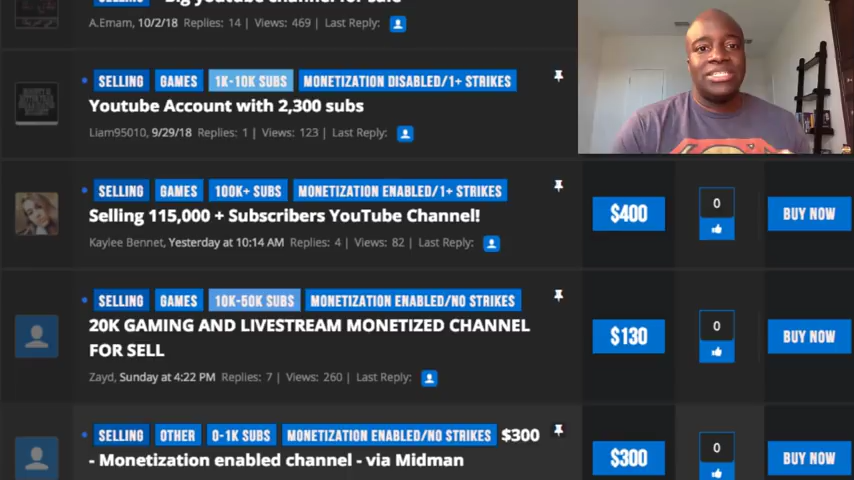 Big youtube channel for sale
A.Emam, 10/2/18 Replies: 14 | Views: 469 | Last Reply:
SELLING GAMES 1K-10K SUBS MONETIZATION DISABLED/1+ STRIKES
Youtube Account with 2,300 subs
Liam95010, 9/29/18 Replies: 1 | Views: 123 | Last Reply:
SELLING GAMES 100K+ SUBS MONETIZATION ENABLED/1+ STRIKES
Selling 115,000 + Subscribers YouTube Channel!
Kaylee Bennet, Yesterday at 10:14 AM Replies: 4 | Views: 82 | Last Reply:
$400
0
BUY NOW
SELLING GAMES 10K-50K SUBS MONETIZATION ENABLED/NO STRIKES
20K GAMING AND LIVESTREAM MONETIZED CHANNEL
FOR SELL
Zayd, Sunday at 4:22 PM Replies: 7 | Views: 260 | Last Reply:
$130
0
BUY NOW
SELLING OTHER 0-1K SUBS MONETIZATION ENABLED/NO STRIKES $300
- Monetization enabled channel - via Midman
$300
0
BUY NOW